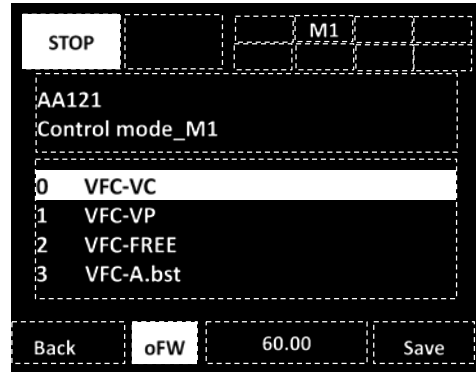 STOP M1
AA121
Control mode_M1
0 VFC-VC
1 VFC-VP
2 VFC-FREE
3 VFC-A.bst
Back oFW 60.00 Save